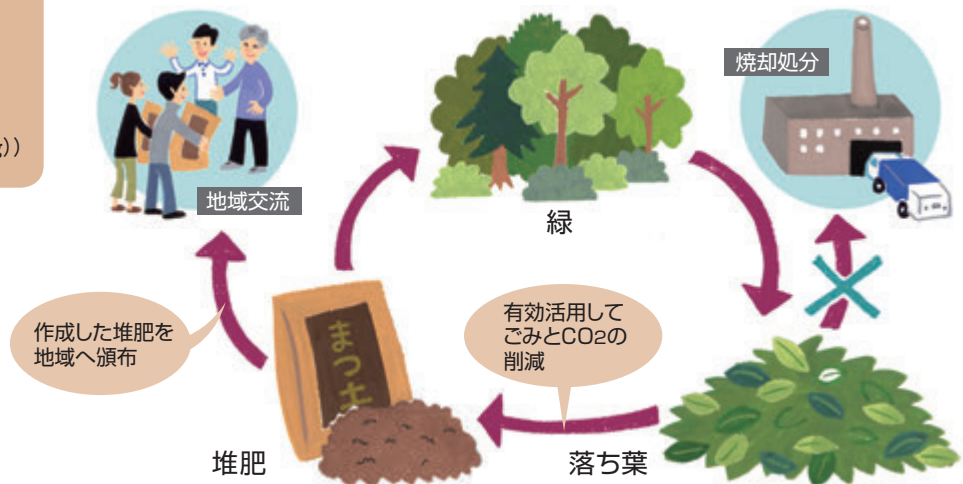 地域交流
焼却処分
緑
作成した堆肥を
地域へ頒布
有効活用して
ごみとCO2の
削減
まつ土
堆肥
落ち葉